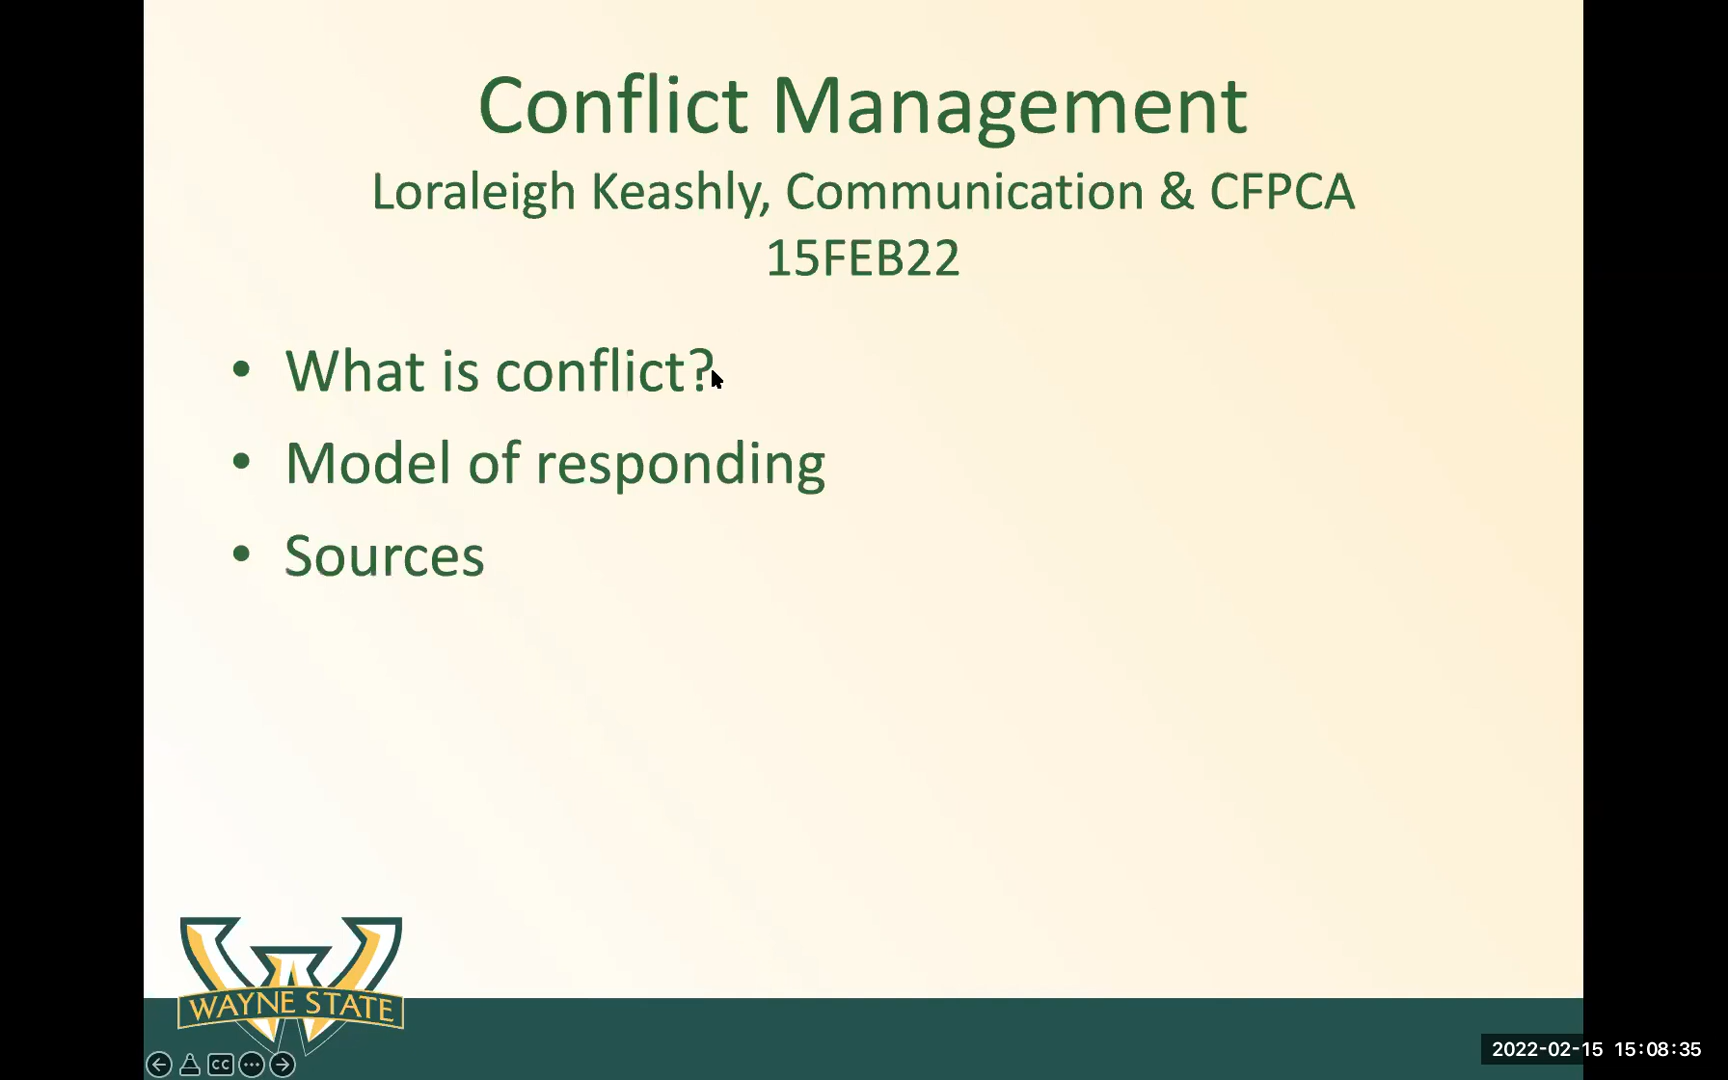 Conflict Management
Loraleigh Keashly, Communication & CFPCA
15FEB22
• What is conflict?
• Model of responding
• Sources
WAYNE STATE
CC
2022-02-15 15:08:35